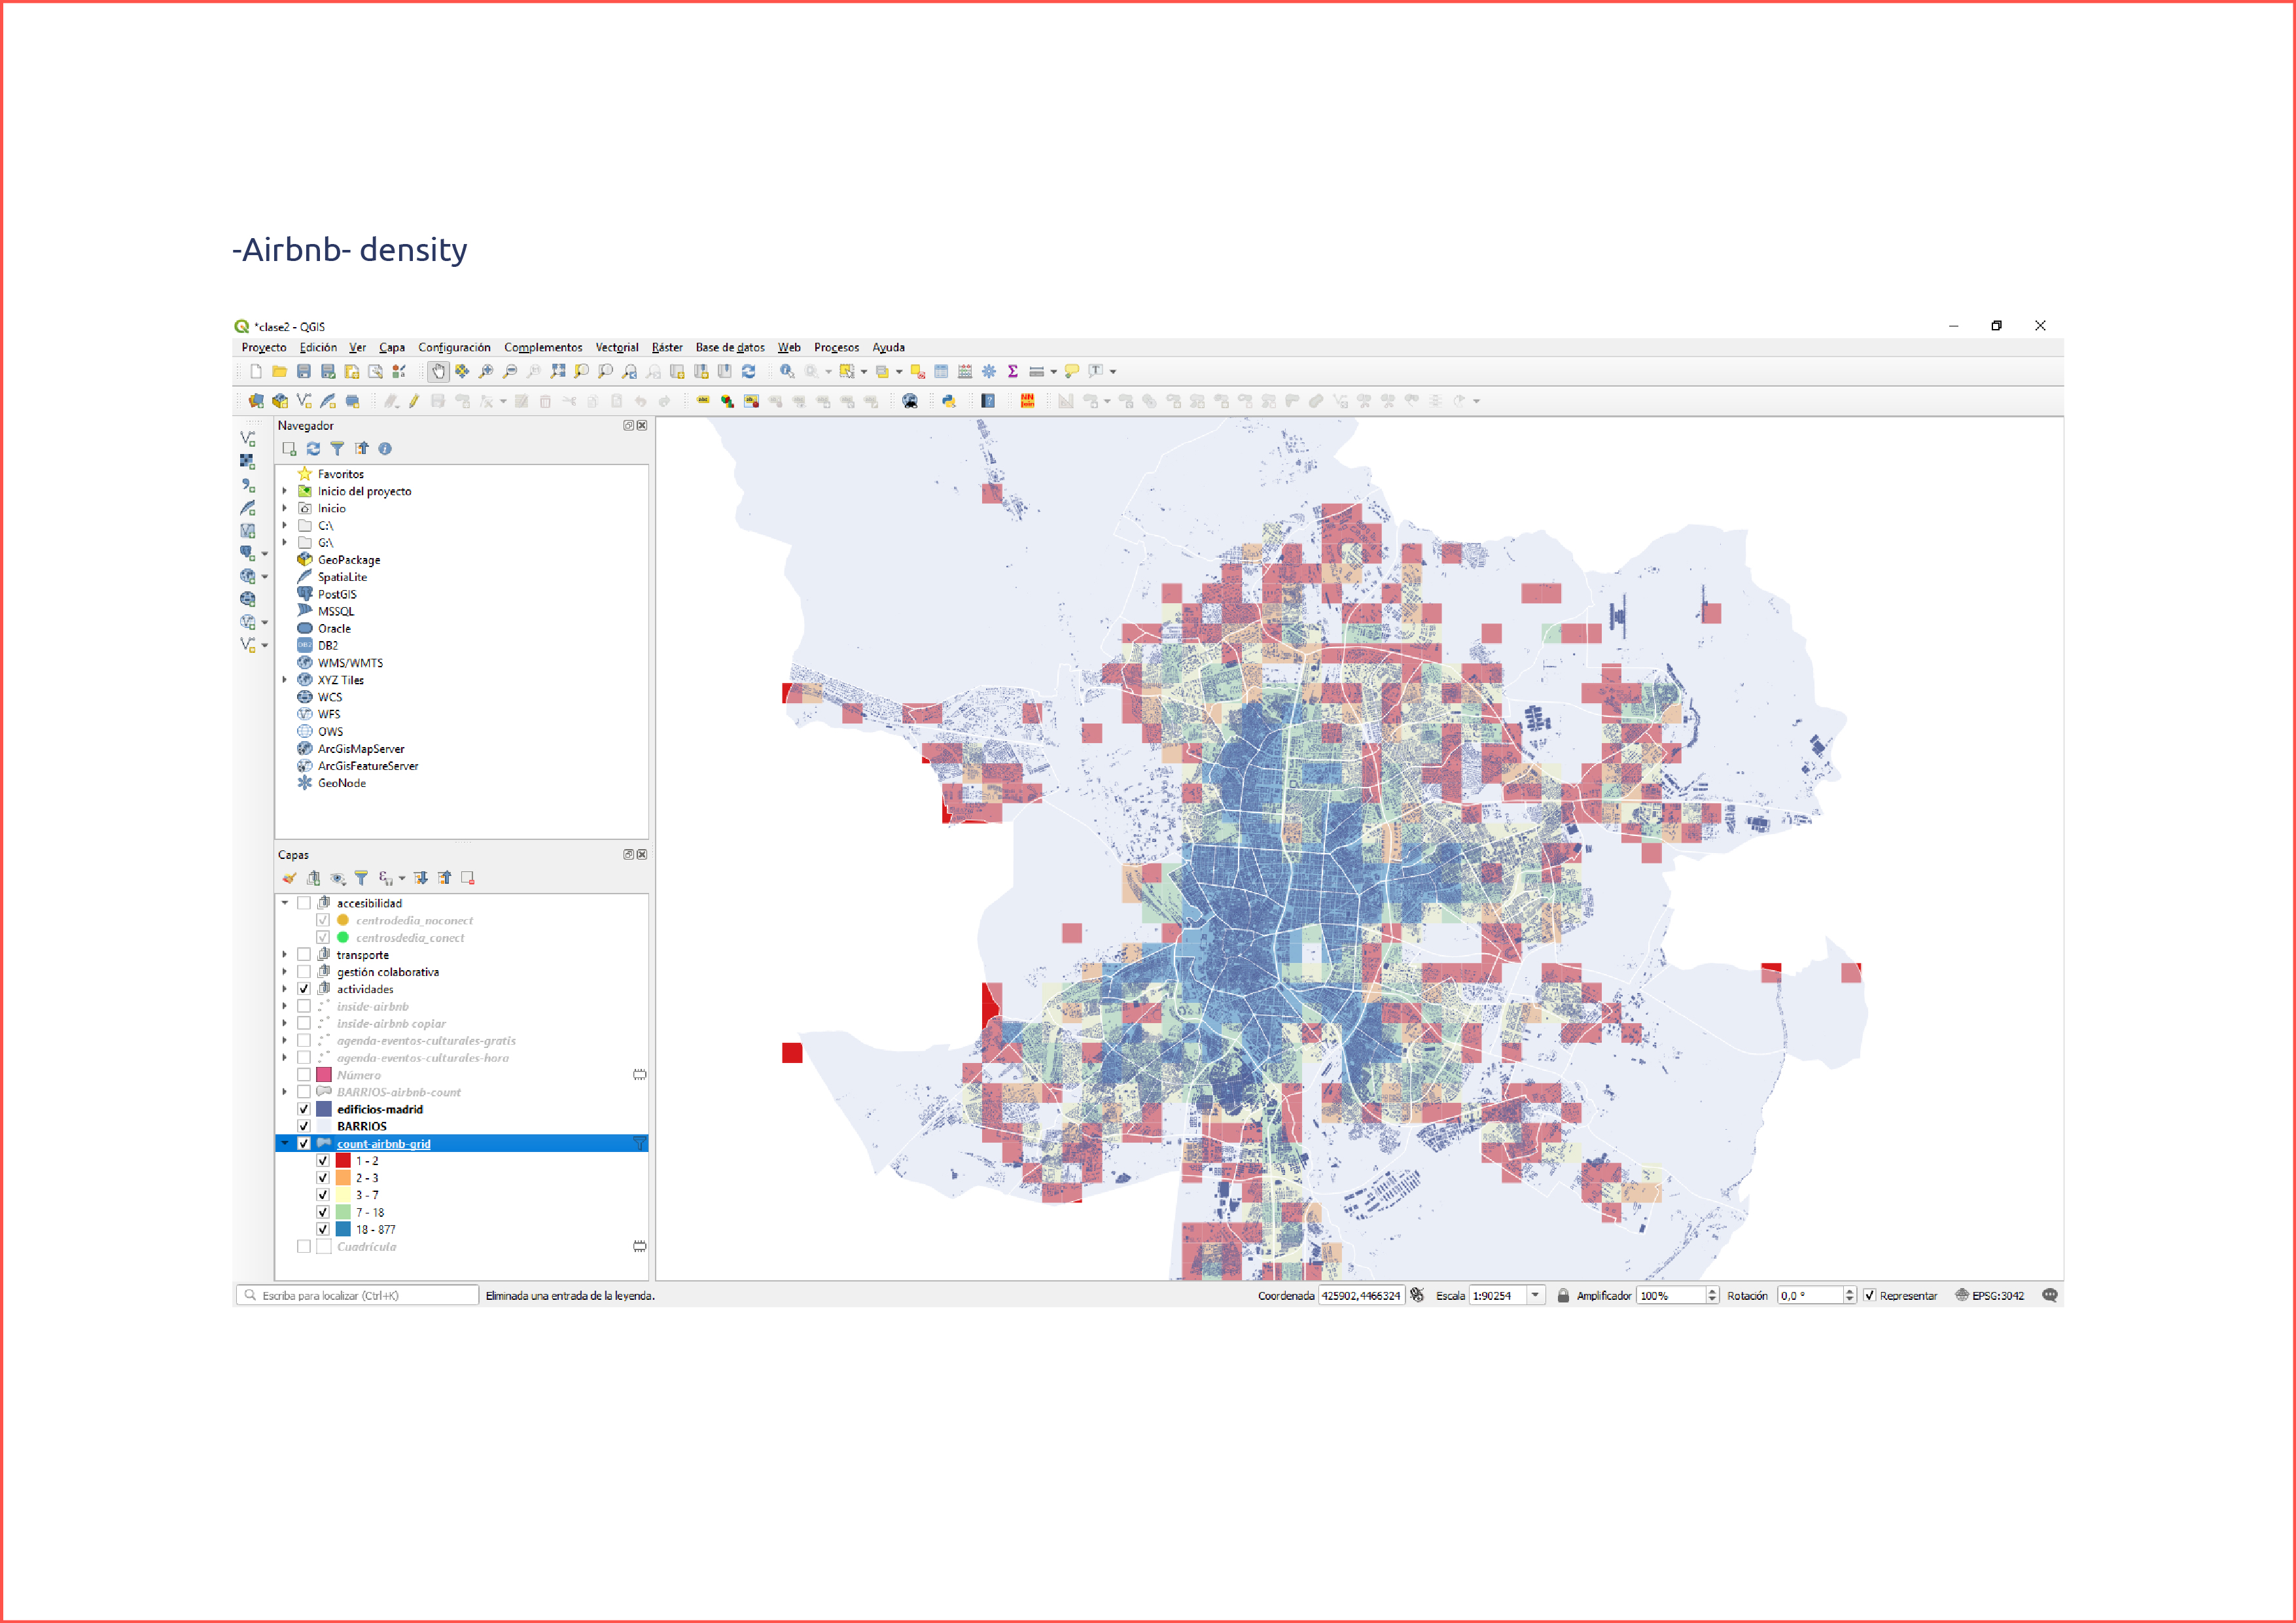 -Airbnb- density
*clase2 - QGIS
Proyecto Edición Ver Capa Configuración Complementos Vectorial Ráster Base de datos Web Procesos Ayuda
Navegador
Favoritos
Inicio del proyecto
Inicio
C:\
G:\
GeoPackage
SpatiaLite
PostGIS
MSSQL
Oracle
DB2
WMS/WMTS
XYZ Tiles
WCS
WFS
OWS
ArcGisMapServer
ArcGisFeatureServer
GeoNode
Capas
accesibilidad
centrodedia_noconect
centrosdedia_conect
transporte
gestión colaborativa
actividades
inside-airbnb
inside-airbnb copiar
agenda-eventos-culturales-gratis
agenda-eventos-culturales-hora
Número
BARRIOS-airbnb-count
edificios-madrid
BARRIOS
count-airbnb-grid
1 - 2
2 - 3
3 - 7
7 - 18
18 - 877
Cuadrícula
Escriba para localizar (Ctrl+K) Eliminada una entrada de la leyenda. Coordenada 425902,4466324 Escala 1:90254 Amplificador 100% Rotación 0,0 ° Representar EPSG:3042